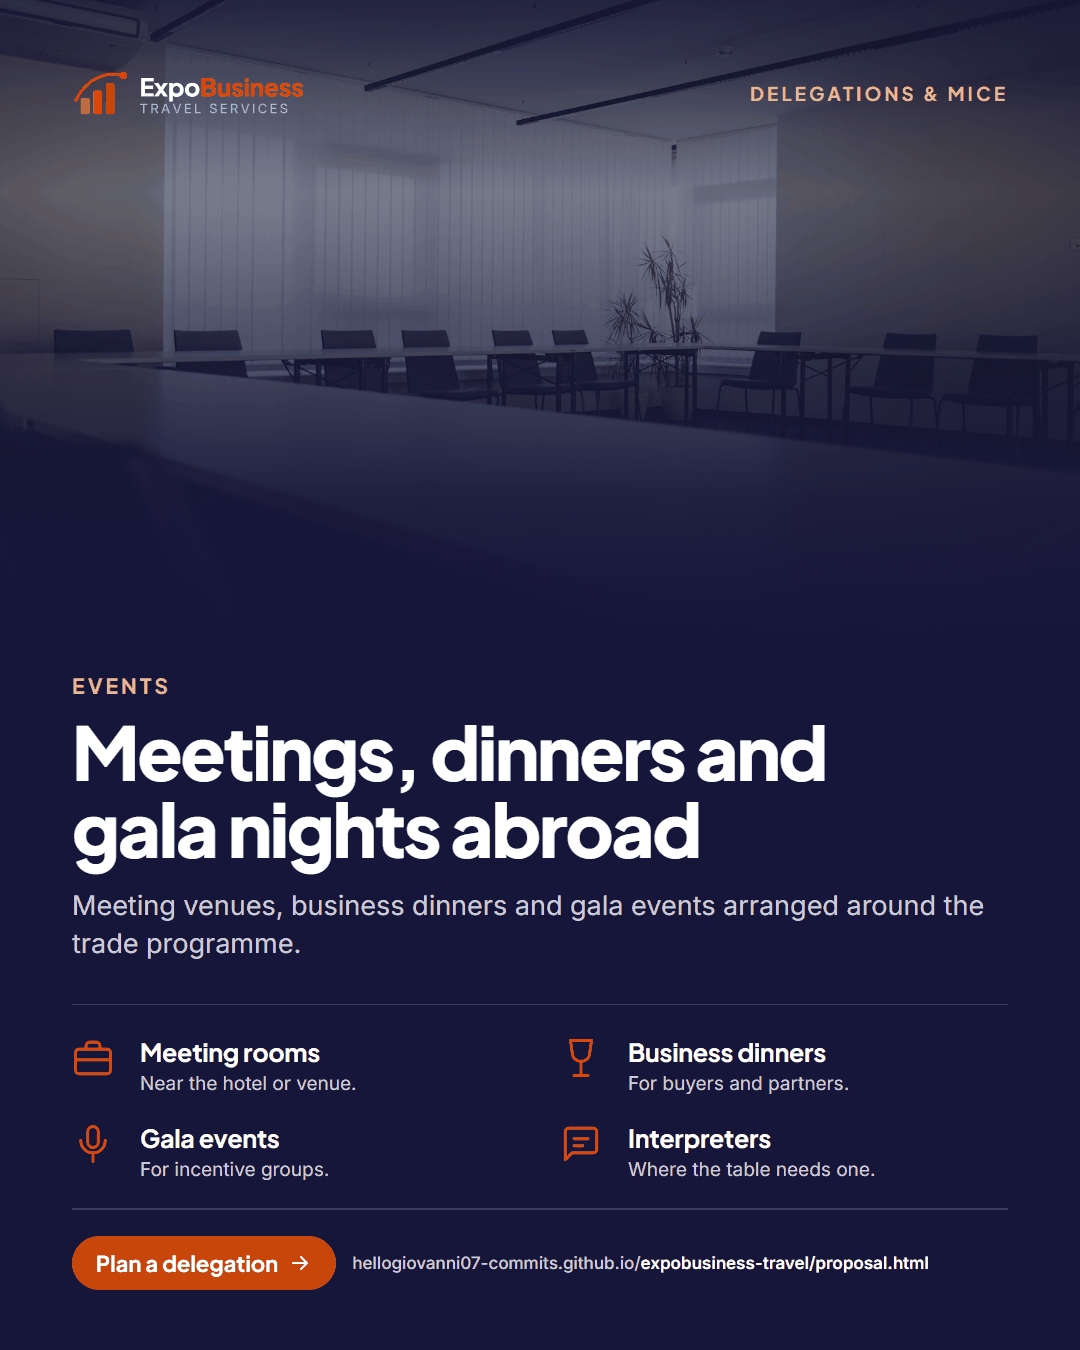 ExpoBusiness
TRAVEL SERVICES
DELEGATIONS & MICE
EVENTS
Meetings, dinners and
gala nights abroad
Meeting venues, business dinners and gala events arranged around the
trade programme.
Meeting rooms
Near the hotel or venue.
Business dinners
For buyers and partners.
Gala events
For incentive groups.
Interpreters
Where the table needs one.
Plan a delegation →
hellogiovanni07-commits.github.io/expobusiness-travel/proposal.html